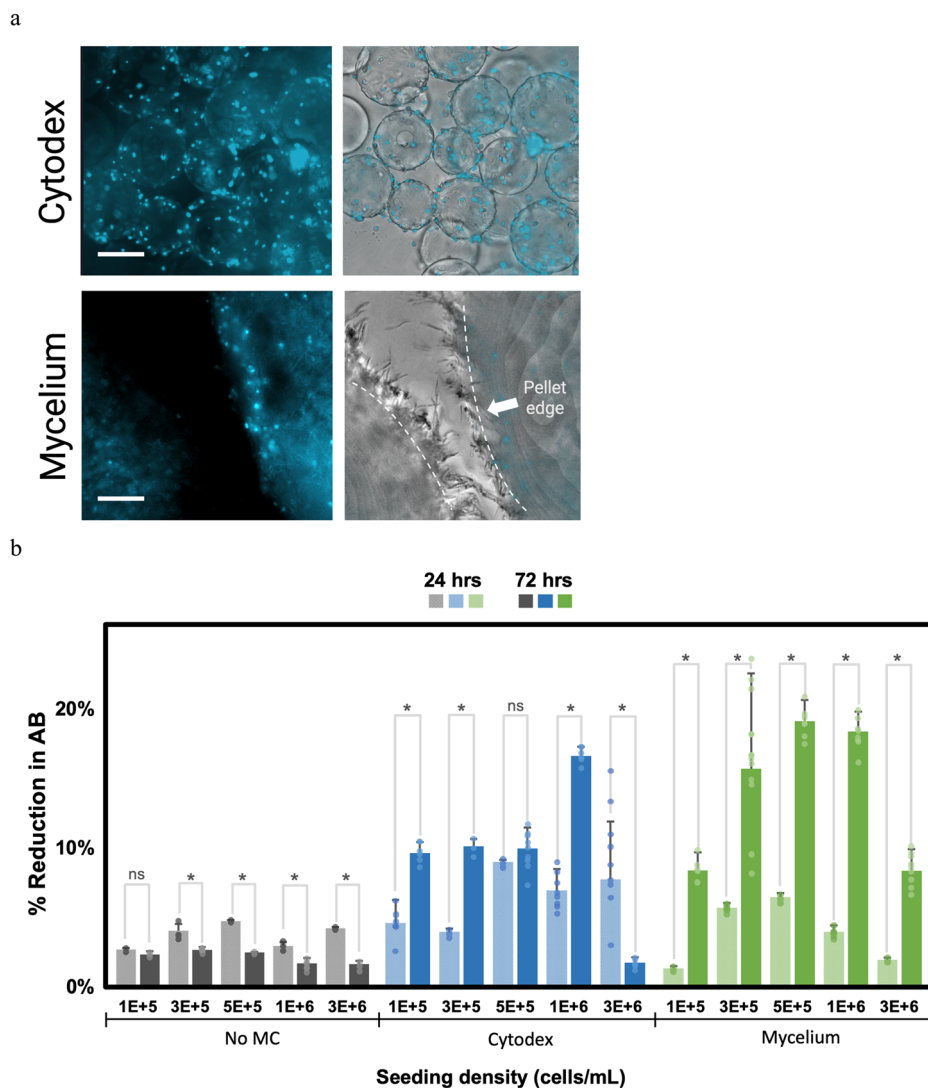 a
Cytodex
Mycelium
Pellet
edge
b
24 hrs 72 hrs
% Reduction in AB
20%
10%
0%
ns * * * *
* * ns * *
* * * * *
1E+5 3E+5 5E+5 1E+6 3E+6 1E+5 3E+5 5E+5 1E+6 3E+6 1E+5 3E+5 5E+5 1E+6 3E+6
No MC Cytodex Mycelium
Seeding density (cells/mL)